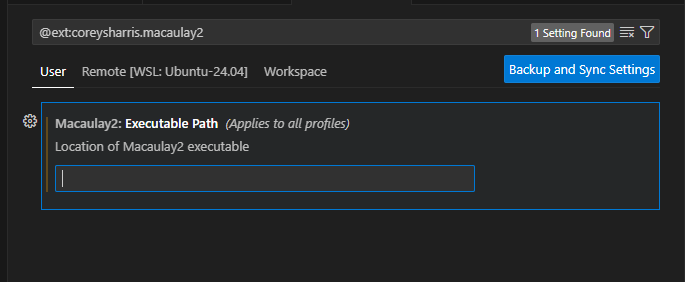 @ext:coreysharris.macaulay2 1 Setting Found
User Remote [WSL: Ubuntu-24.04] Workspace Backup and Sync Settings
Macaulay2: Executable Path (Applies to all profiles)
Location of Macaulay2 executable